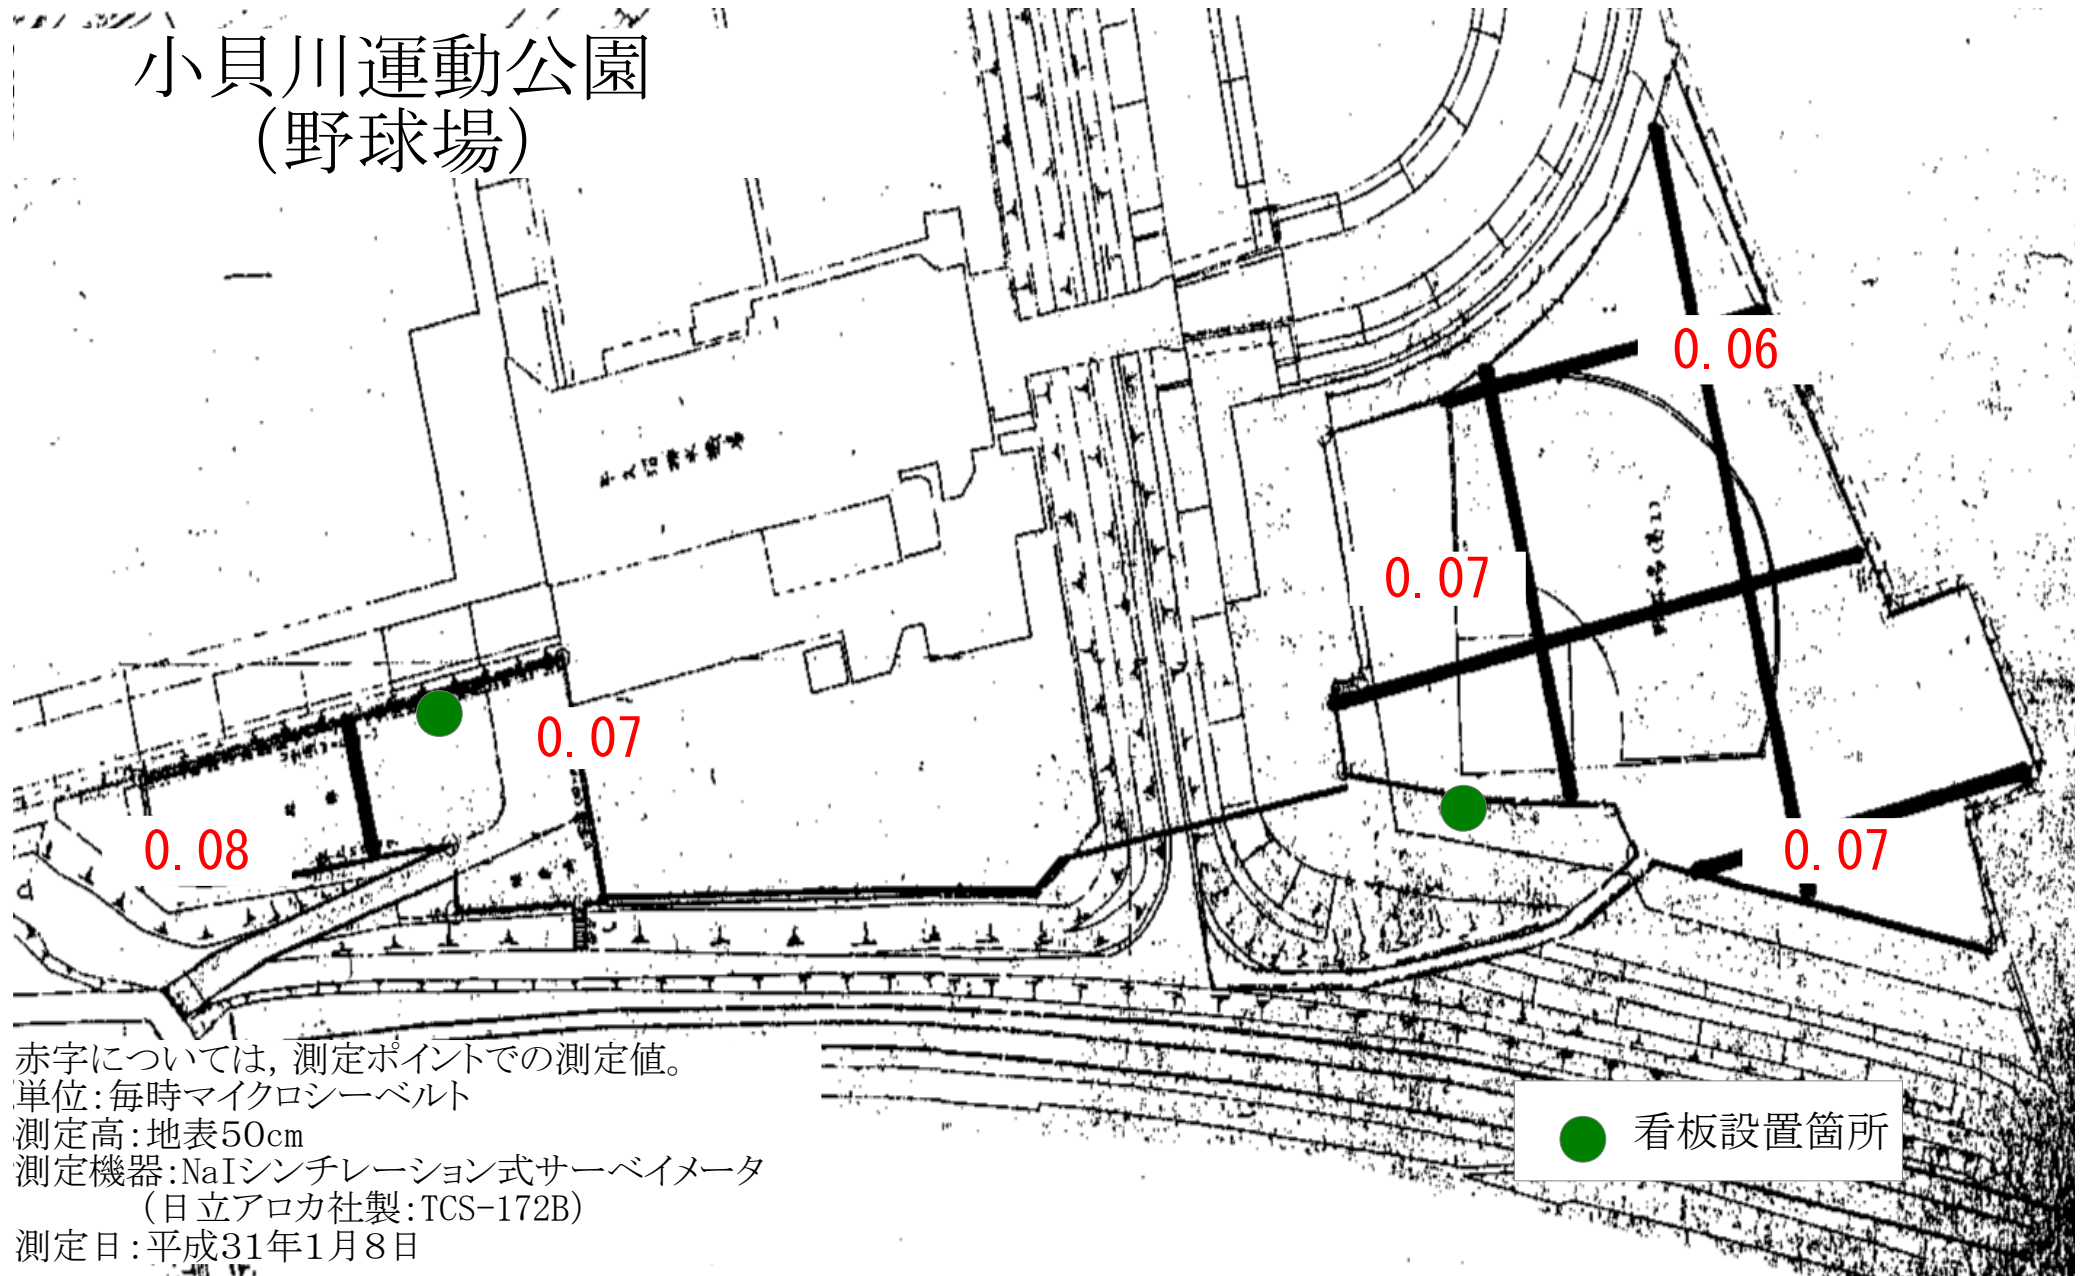 小貝川運動公園
（野球場）
0.06
0.07
0.07
0.08
0.07
赤字については，測定ポイントでの測定値。
単位：毎時マイクロシーベルト
測定高：地表50cm
測定機器：NaIシンチレーション式サーベイメータ
（日立アロカ社製：TCS-172B）
測定日：平成31年1月8日
看板設置箇所